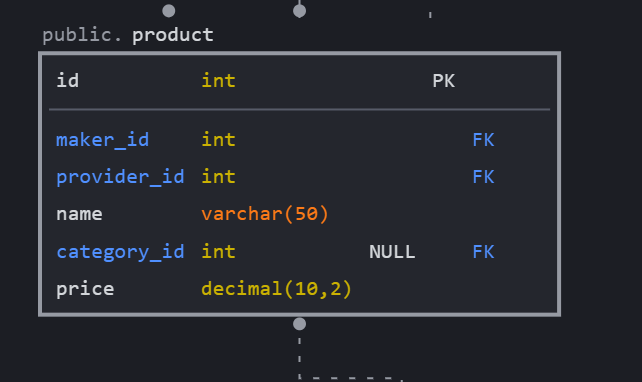 public. product
id int PK
maker_id int FK
provider_id int FK
name varchar(50)
category_id int NULL FK
price decimal(10,2)